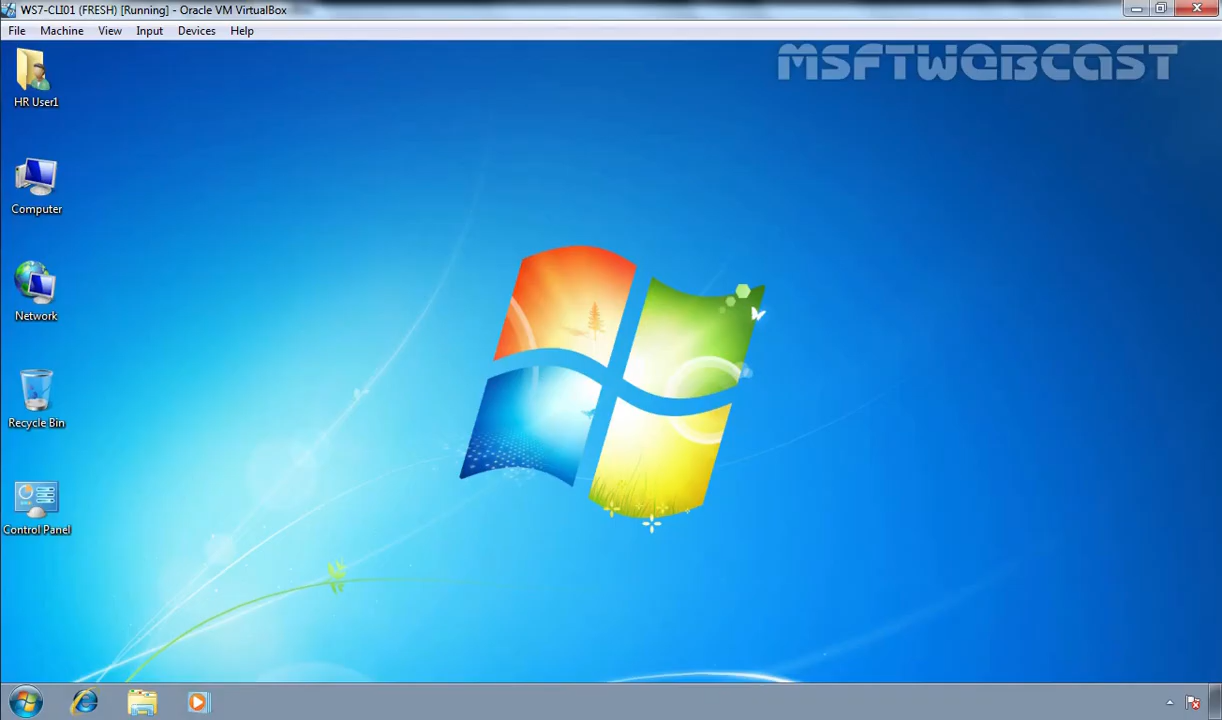 WS7-CLI01 (FRESH) [Running] - Oracle VM VirtualBox
File Machine View Input Devices Help
MSFTWEBCAST
HR User1
Computer
Network
Recycle Bin
Control Panel